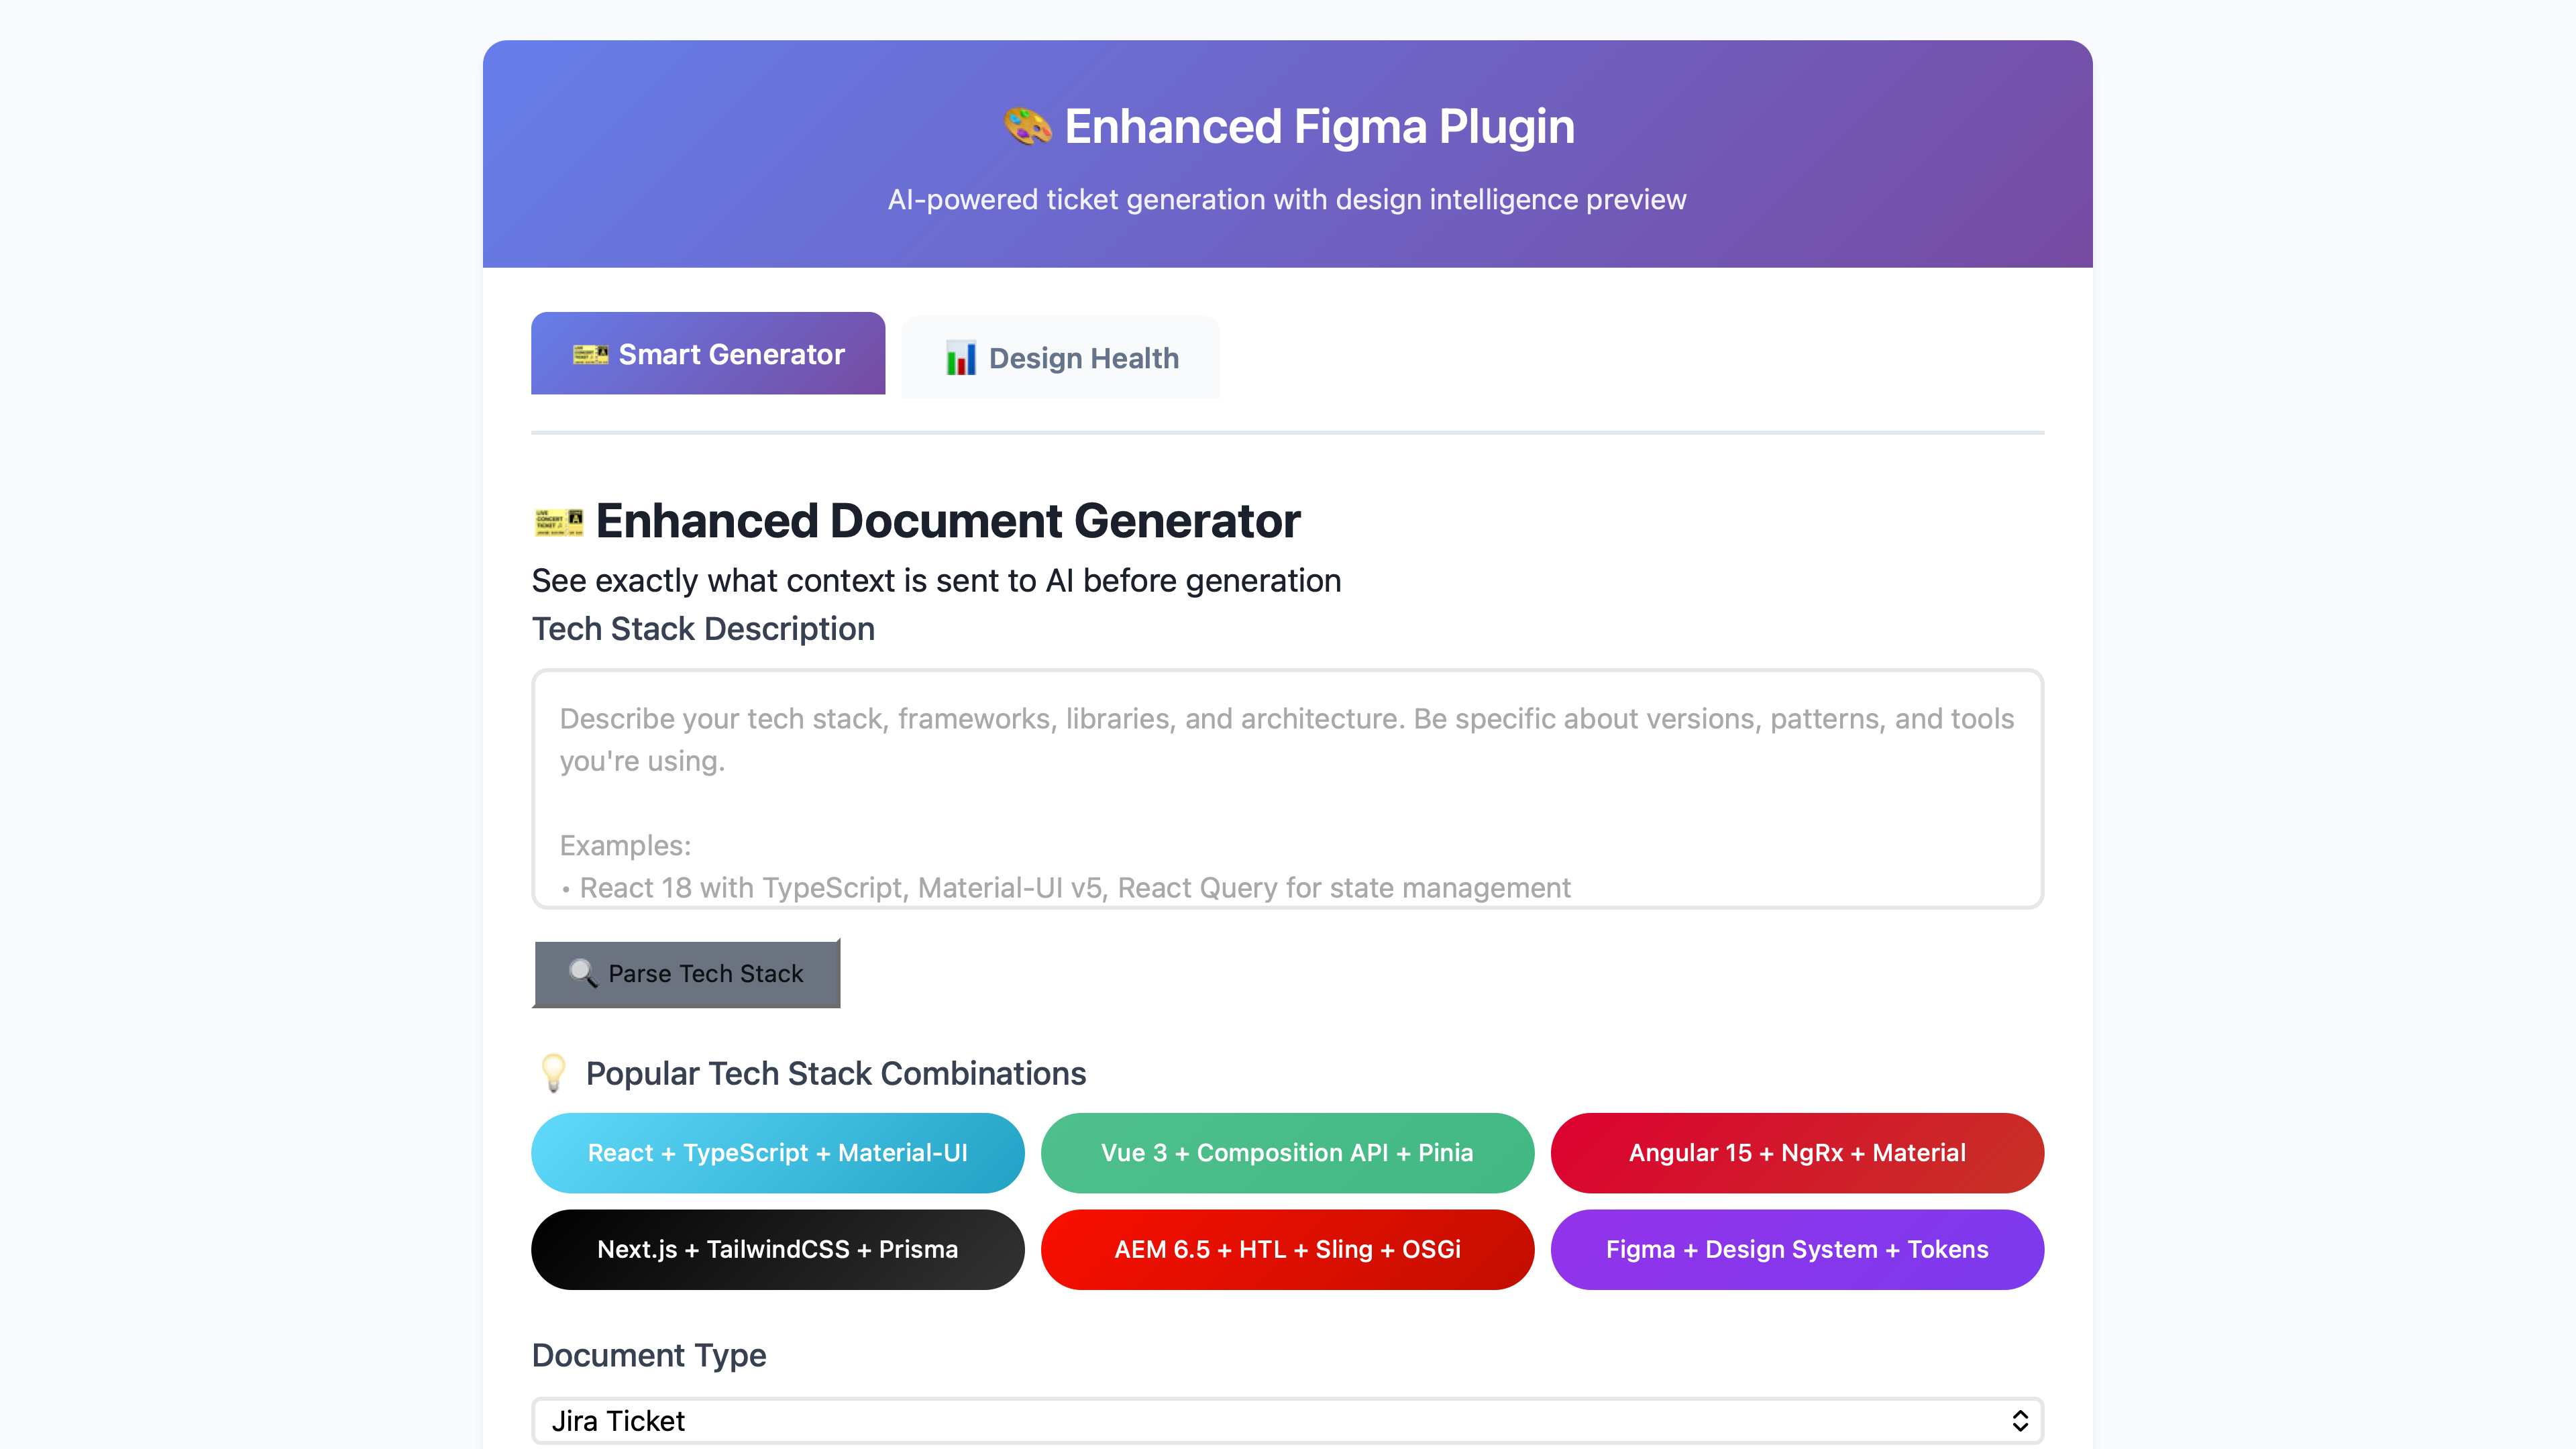 🎨 Enhanced Figma Plugin
AI-powered ticket generation with design intelligence preview
🎫 Smart Generator
📊 Design Health
🎫 Enhanced Document Generator
See exactly what context is sent to AI before generation
Tech Stack Description
Describe your tech stack, frameworks, libraries, and architecture. Be specific about versions, patterns, and tools
you're using.
Examples:
• React 18 with TypeScript, Material-UI v5, React Query for state management
🔍 Parse Tech Stack
💡 Popular Tech Stack Combinations
React + TypeScript + Material-UI
Vue 3 + Composition API + Pinia
Angular 15 + NgRx + Material
Next.js + TailwindCSS + Prisma
AEM 6.5 + HTL + Sling + OSGi
Figma + Design System + Tokens
Document Type
Jira Ticket